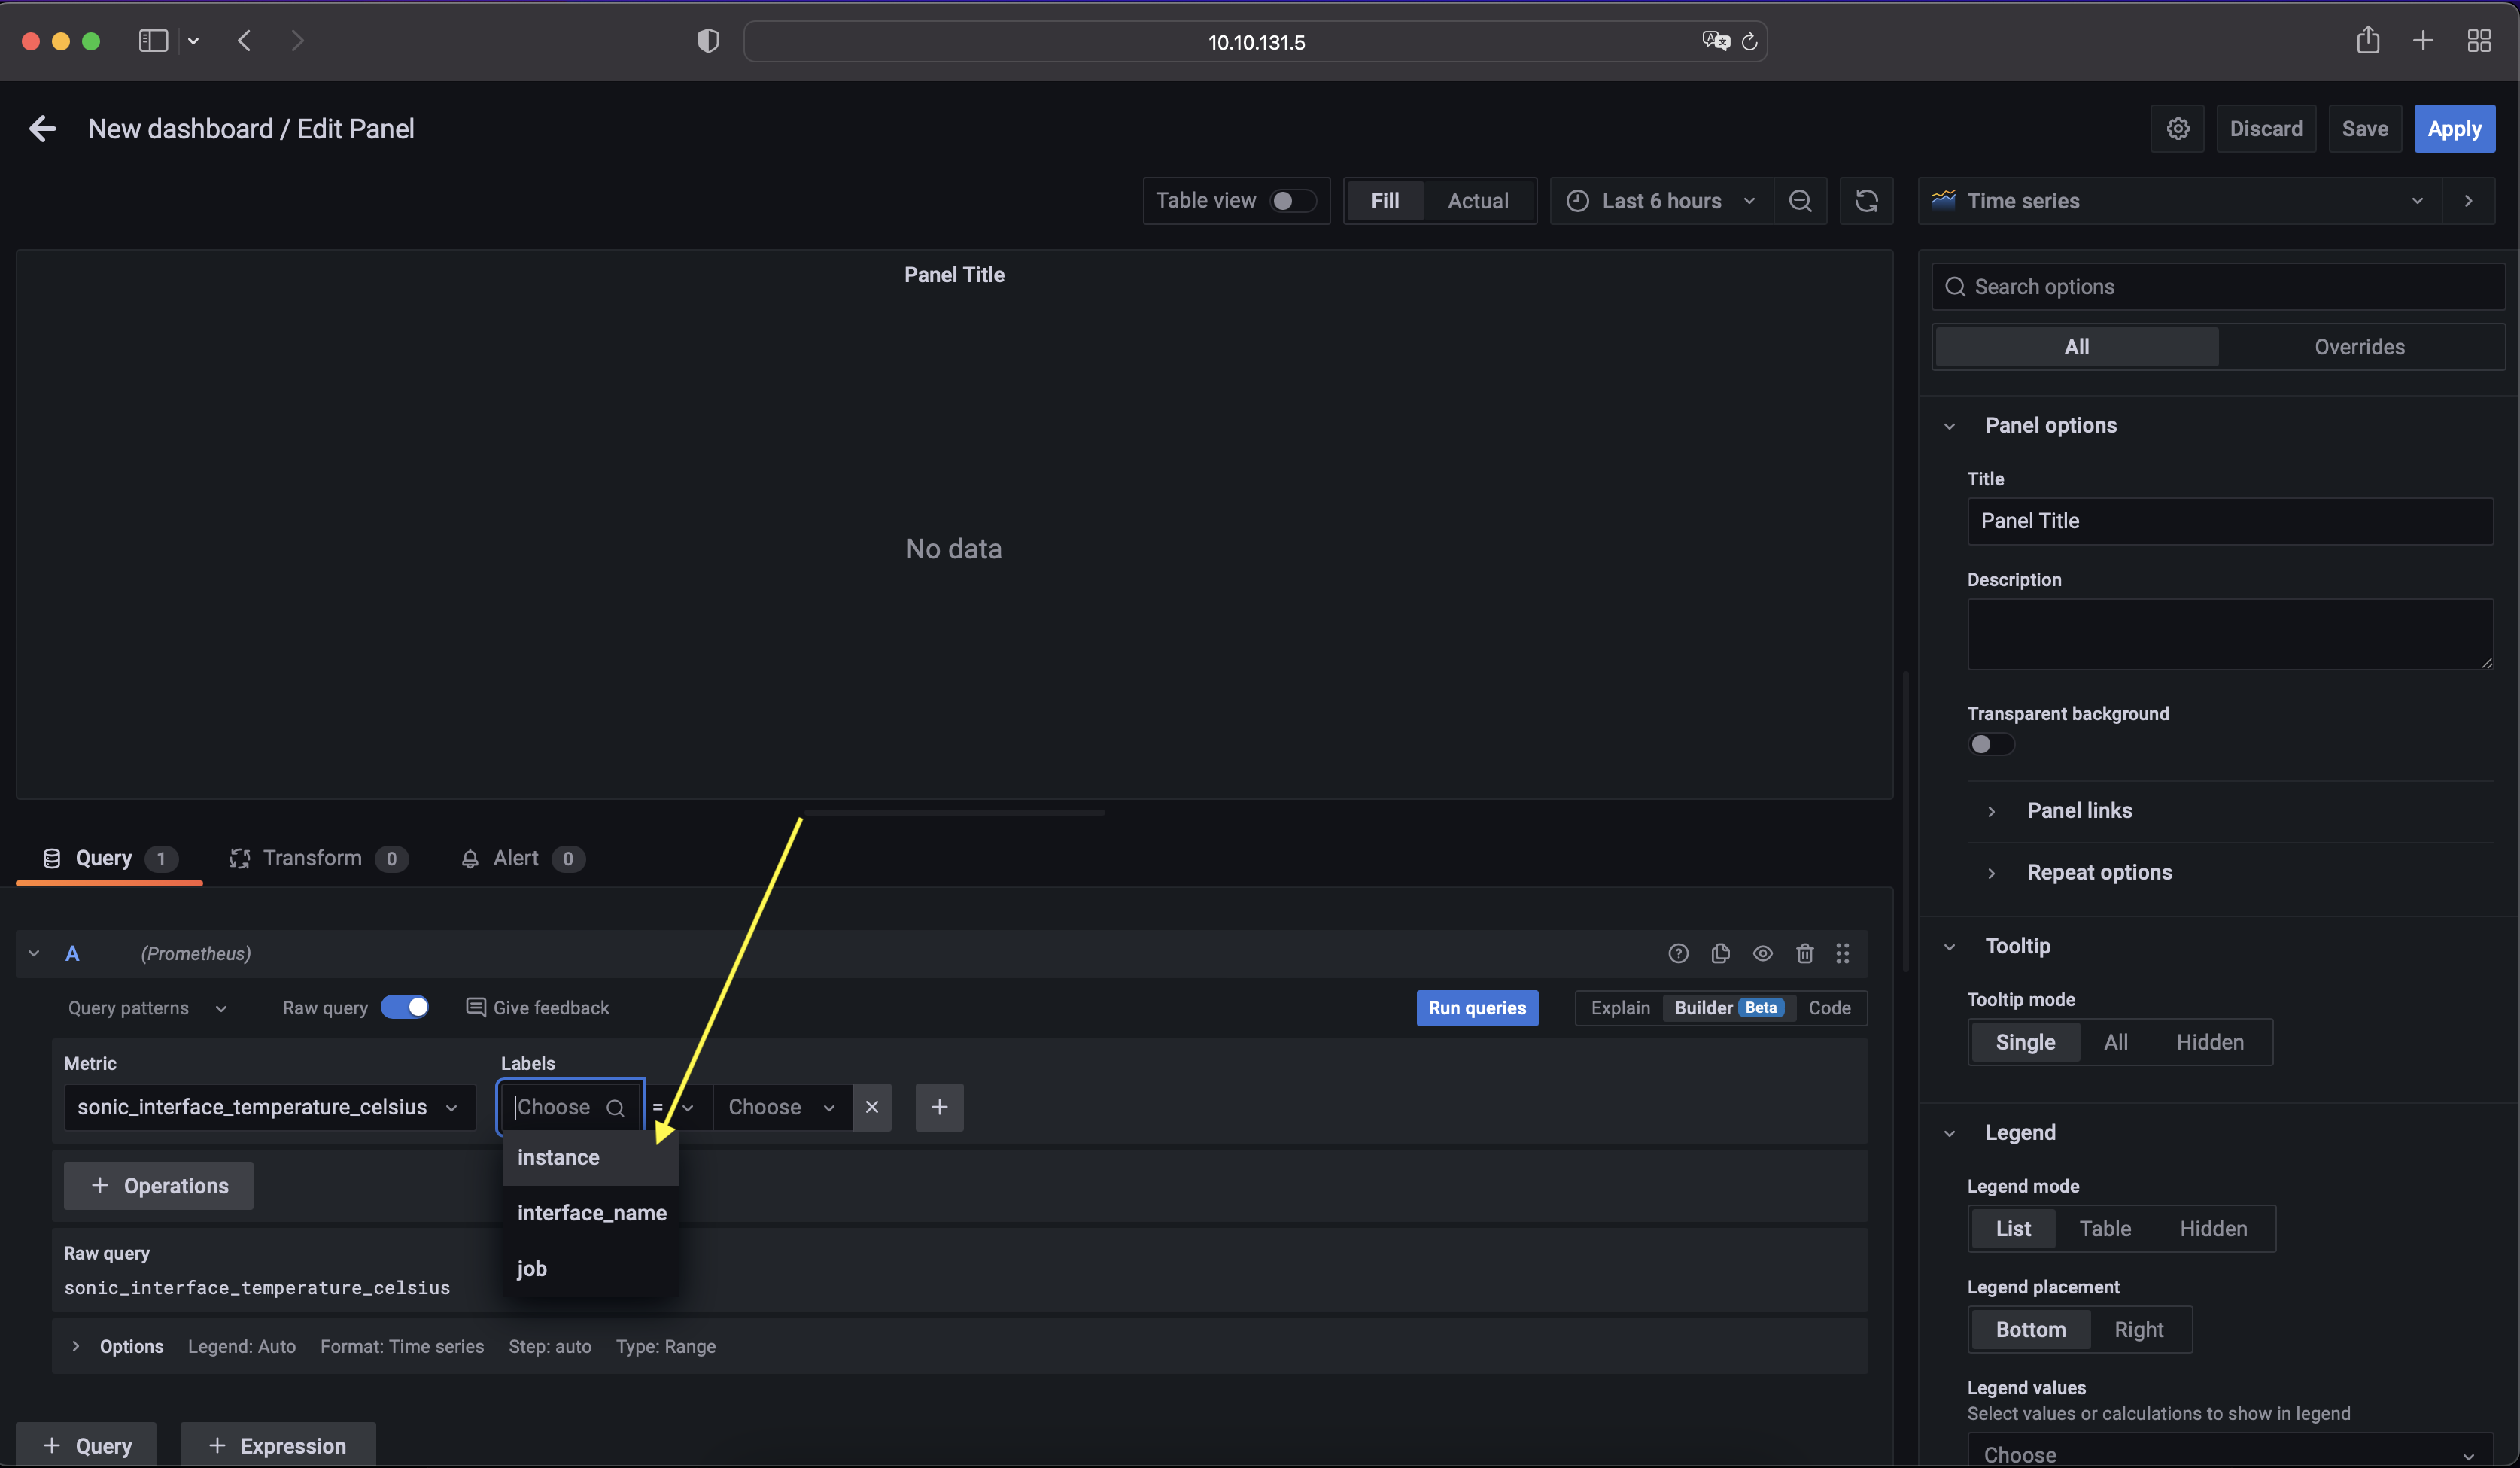 10.10.131.5
New dashboard / Edit Panel
Discard
Save
Apply
Table view
Fill
Actual
Last 6 hours
Time series
Panel Title
No data
Search options
All
Overrides
Panel options
Title
Panel Title
Description
Transparent background
Panel links
Repeat options
Tooltip
Tooltip mode
Single
All
Hidden
Legend
Legend mode
List
Table
Hidden
Legend placement
Bottom
Right
Legend values
Select values or calculations to show in legend
Choose
Query 1
Transform 0
Alert 0
A (Prometheus)
Query patterns
Raw query
Give feedback
Run queries
Explain
Builder Beta
Code
Metric
Labels
sonic_interface_temperature_celsius
Choose
=
Choose
instance
interface_name
job
+ Operations
Raw query
sonic_interface_temperature_celsius
Options Legend: Auto Format: Time series Step: auto Type: Range
+ Query
+ Expression